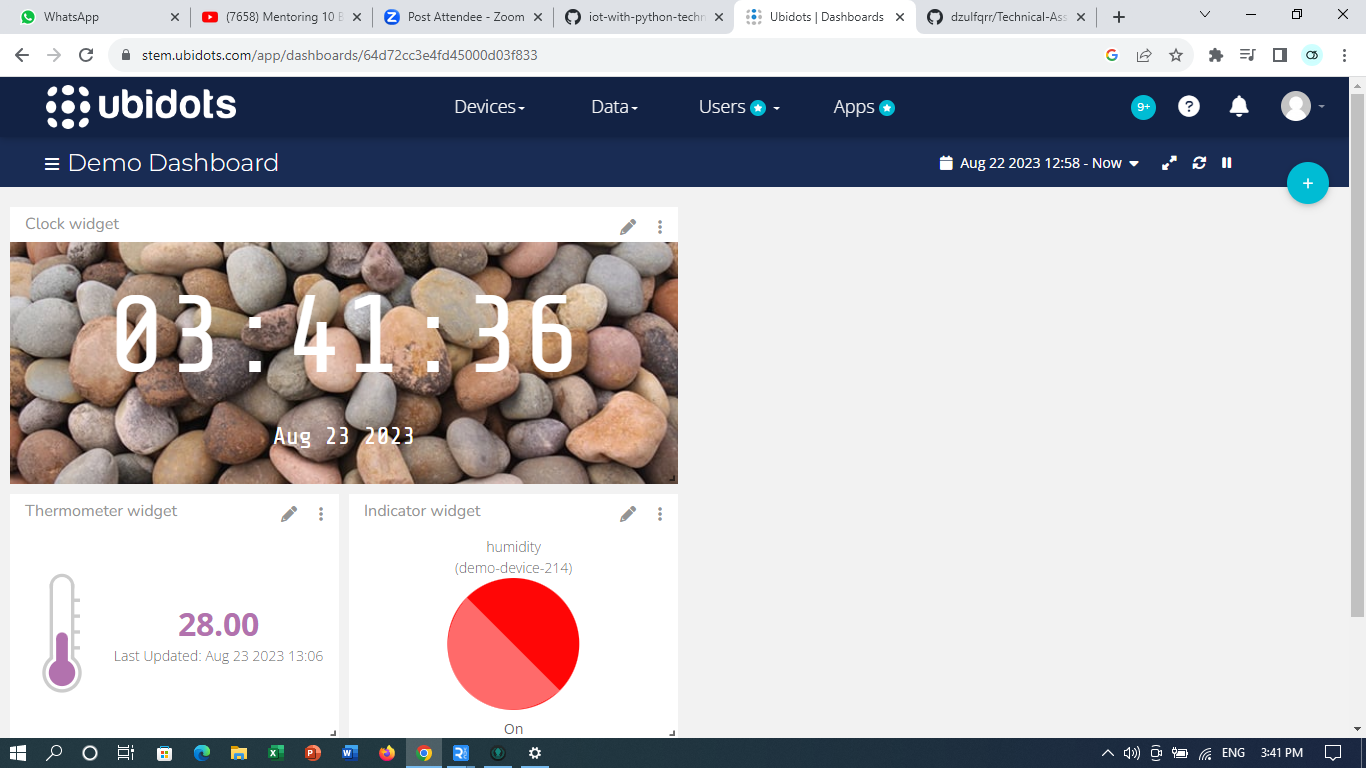 WhatsApp
(7658) Mentoring 10 B
Post Attendee - Zoom
iot-with-python-techn
Ubidots | Dashboards
dzulfqrr/Technical-Ass
stem.ubidots.com/app/dashboards/64d72cc3e4fd45000d03f833
ubidots
Devices
Data
Users
Apps
9+
?
Demo Dashboard
Aug 22 2023 12:58 - Now
+
Clock widget
03:41:36
Aug 23 2023
Thermometer widget
28.00
Last Updated: Aug 23 2023 13:06
Indicator widget
humidity
(demo-device-214)
On
ENG
3:41 PM